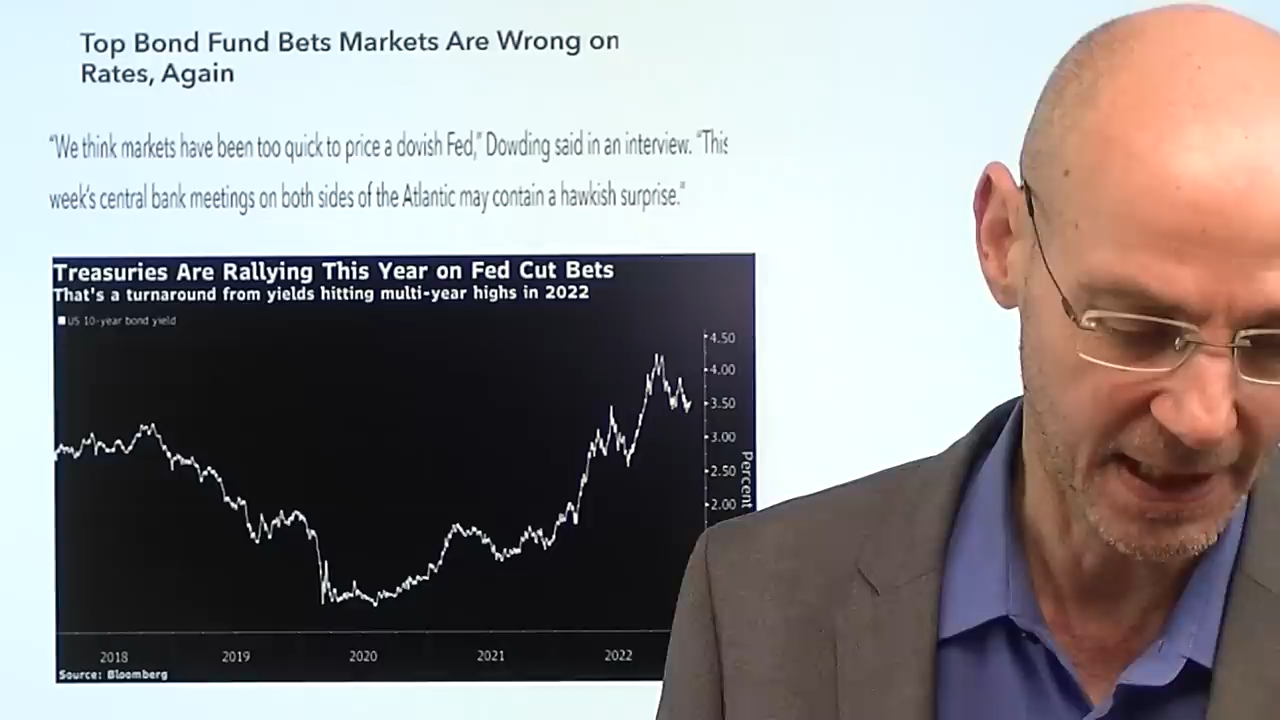 Top Bond Fund Bets Markets Are Wrong on
Rates, Again
"We think markets have been too quick to price a dovish Fed," Dowding said in an interview. "This
week's central bank meetings on both sides of the Atlantic may contain a hawkish surprise."
Treasuries Are Rallying This Year on Fed Cut Bets
That's a turnaround from yields hitting multi-year highs in 2022
US 10-year bond yield
4.50
4.00
3.50
3.00
2.50
2.00
Percent
2018 2019 2020 2021 2022
Source: Bloomberg